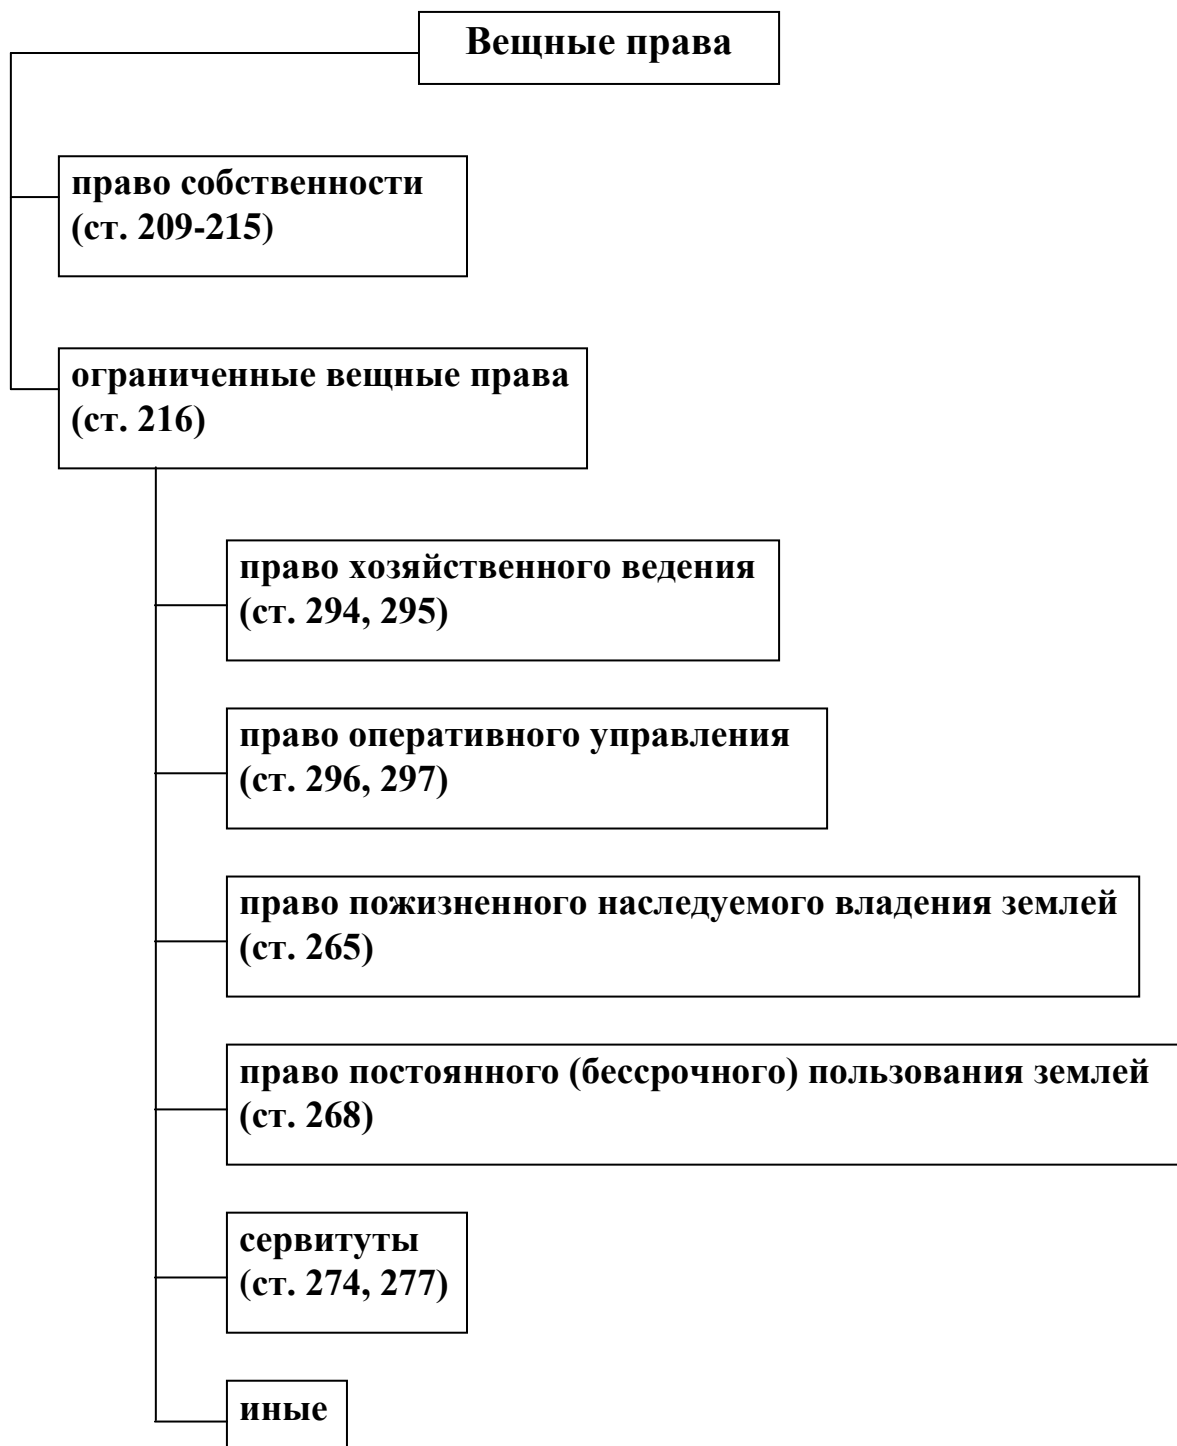 Вещные права
право собственности
(ст. 209-215)
ограниченные вещные права
(ст. 216)
право хозяйственного ведения
(ст. 294, 295)
право оперативного управления
(ст. 296, 297)
право пожизненного наследуемого владения землей
(ст. 265)
право постоянного (бессрочного) пользования землей
(ст. 268)
сервитуты
(ст. 274, 277)
иные